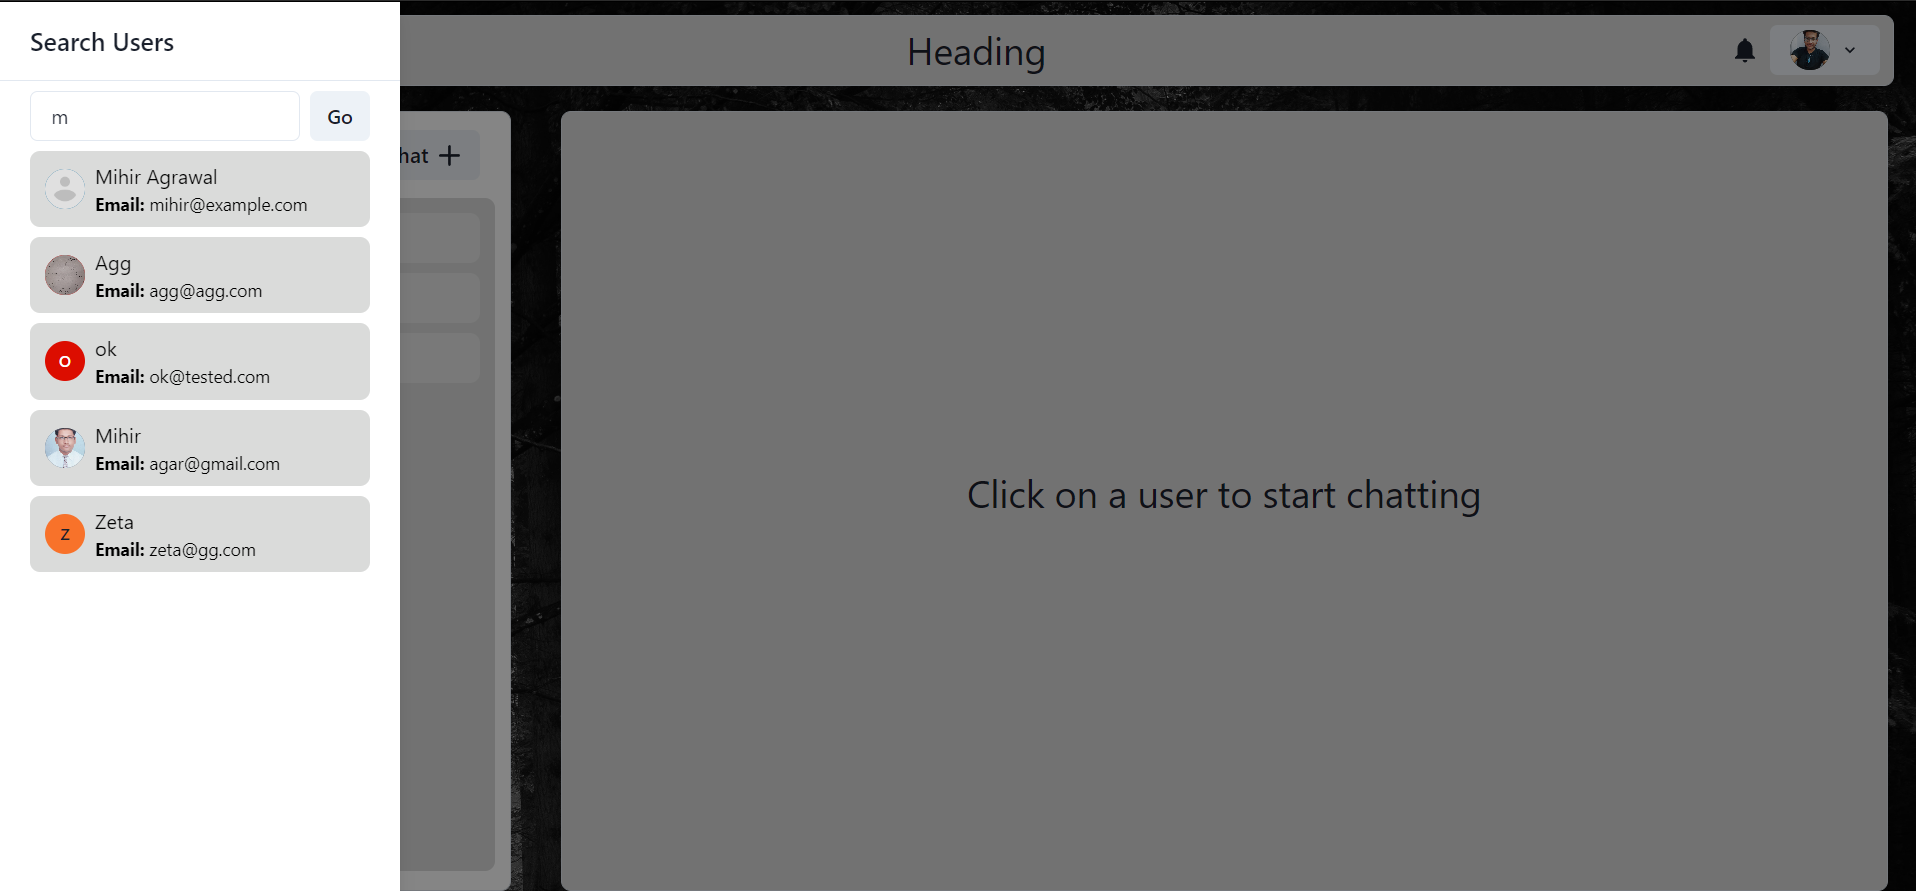 Search Users
Heading
m
Go
hat
Mihir Agrawal
Email: mihir@example.com
Agg
Email: agg@agg.com
O
ok
Email: ok@tested.com
Mihir
Email: agar@gmail.com
Z
Zeta
Email: zeta@gg.com
Click on a user to start chatting